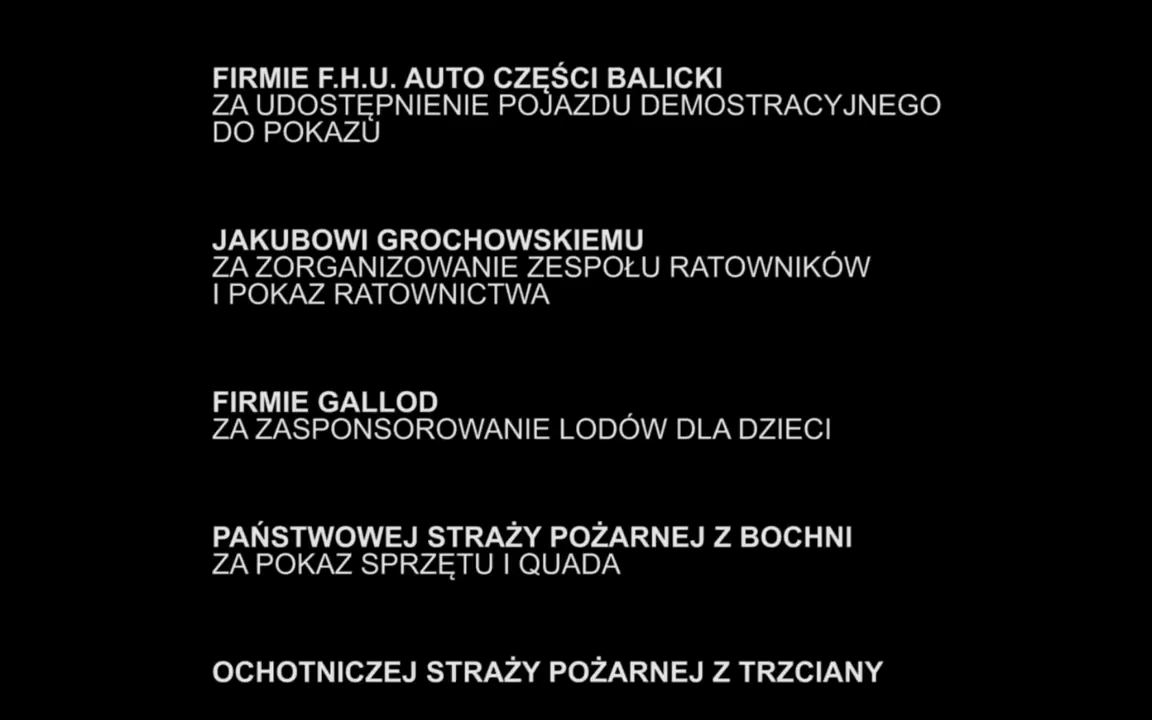 FIRMIE F.H.U. AUTO CZĘŚCI BALICKI
ZA UDOSTĘPNIENIE POJAZDU DEMOSTRACYJNEGO
DO POKAZU
JAKUBOWI GROCHOWSKIEMU
ZA ZORGANIZOWANIE ZESPOŁU RATOWNIKÓW
I POKAZ RATOWNICTWA
FIRMIE GALLOD
ZA ZASPONSOROWANIE LODÓW DLA DZIECI
PAŃSTWOWEJ STRAŻY POŻARNEJ Z BOCHNI
ZA POKAZ SPRZĘTU I QUADA
OCHOTNICZEJ STRAŻY POŻARNEJ Z TRZCIANY